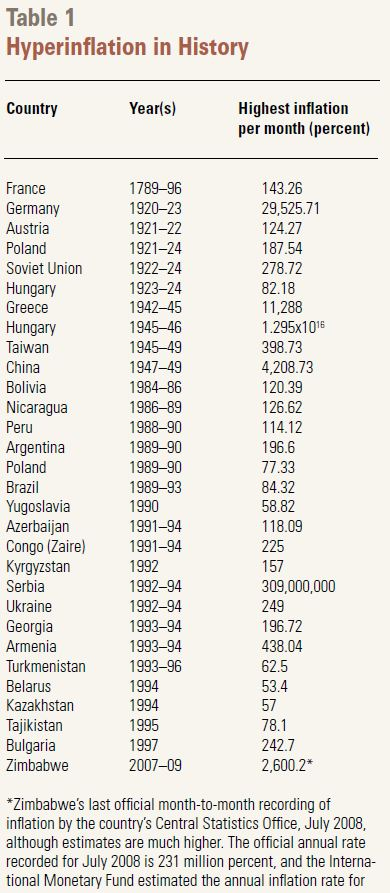 Table 1
Hyperinflation in History
Country Year(s) Highest inflation
per month (percent)
France 1789–96 143.26
Germany 1920–23 29,525.71
Austria 1921–22 124.27
Poland 1921–24 187.54
Soviet Union 1922–24 278.72
Hungary 1923–24 82.18
Greece 1942–45 11,288
Hungary 1945–46 1.295x10¹⁶
Taiwan 1945–49 398.73
China 1947–49 4,208.73
Bolivia 1984–86 120.39
Nicaragua 1986–89 126.62
Peru 1988–90 114.12
Argentina 1989–90 196.6
Poland 1989–90 77.33
Brazil 1989–93 84.32
Yugoslavia 1990 58.82
Azerbaijan 1991–94 118.09
Congo (Zaire) 1991–94 225
Kyrgyzstan 1992 157
Serbia 1992–94 309,000,000
Ukraine 1992–94 249
Georgia 1993–94 196.72
Armenia 1993–94 438.04
Turkmenistan 1993–96 62.5
Belarus 1994 53.4
Kazakhstan 1994 57
Tajikistan 1995 78.1
Bulgaria 1997 242.7
Zimbabwe 2007–09 2,600.2*
*Zimbabwe's last official month-to-month recording of
inflation by the country's Central Statistics Office, July 2008,
although estimates are much higher. The official annual rate
recorded for July 2008 is 231 million percent, and the Interna-
tional Monetary Fund estimated the annual inflation rate for